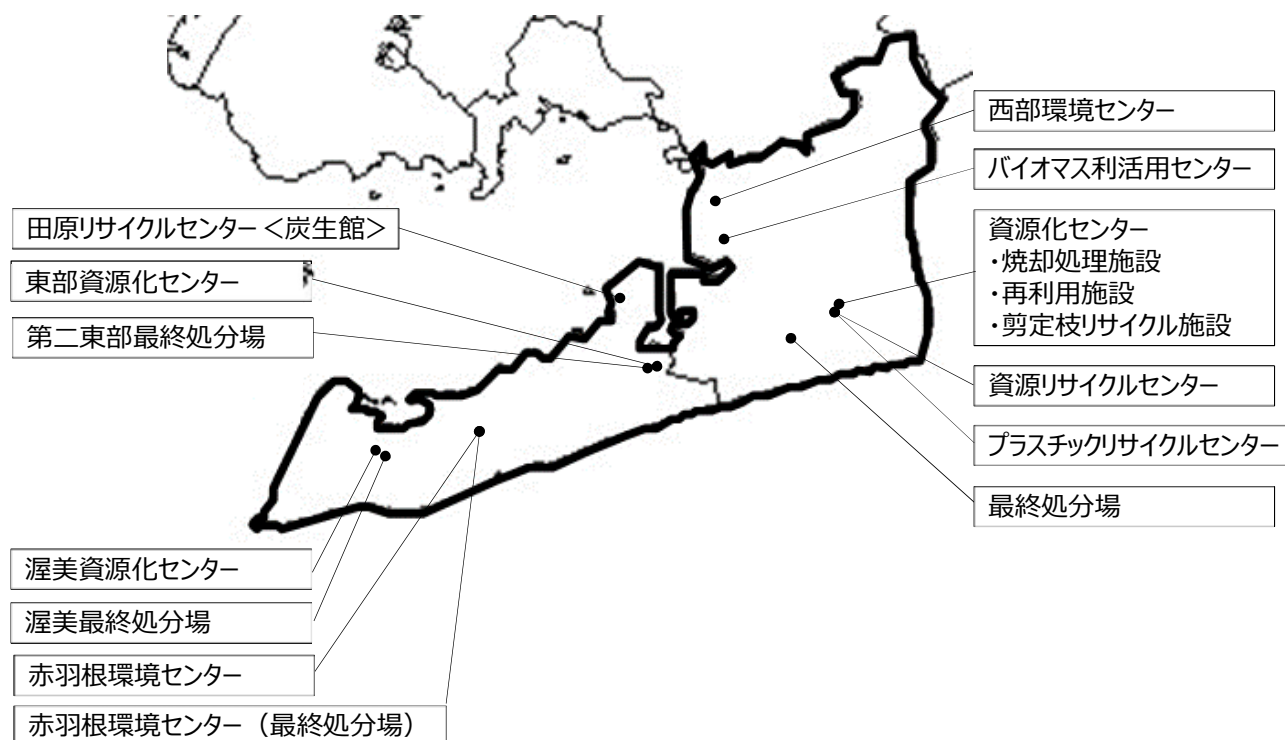 西部環境センター
バイオマス利活用センター
資源化センター
・焼却処理施設
・再利用施設
・剪定枝リサイクル施設
資源リサイクルセンター
プラスチックリサイクルセンター
最終処分場
田原リサイクルセンター＜炭生館＞
東部資源化センター
第二東部最終処分場
渥美資源化センター
渥美最終処分場
赤羽根環境センター
赤羽根環境センター（最終処分場）